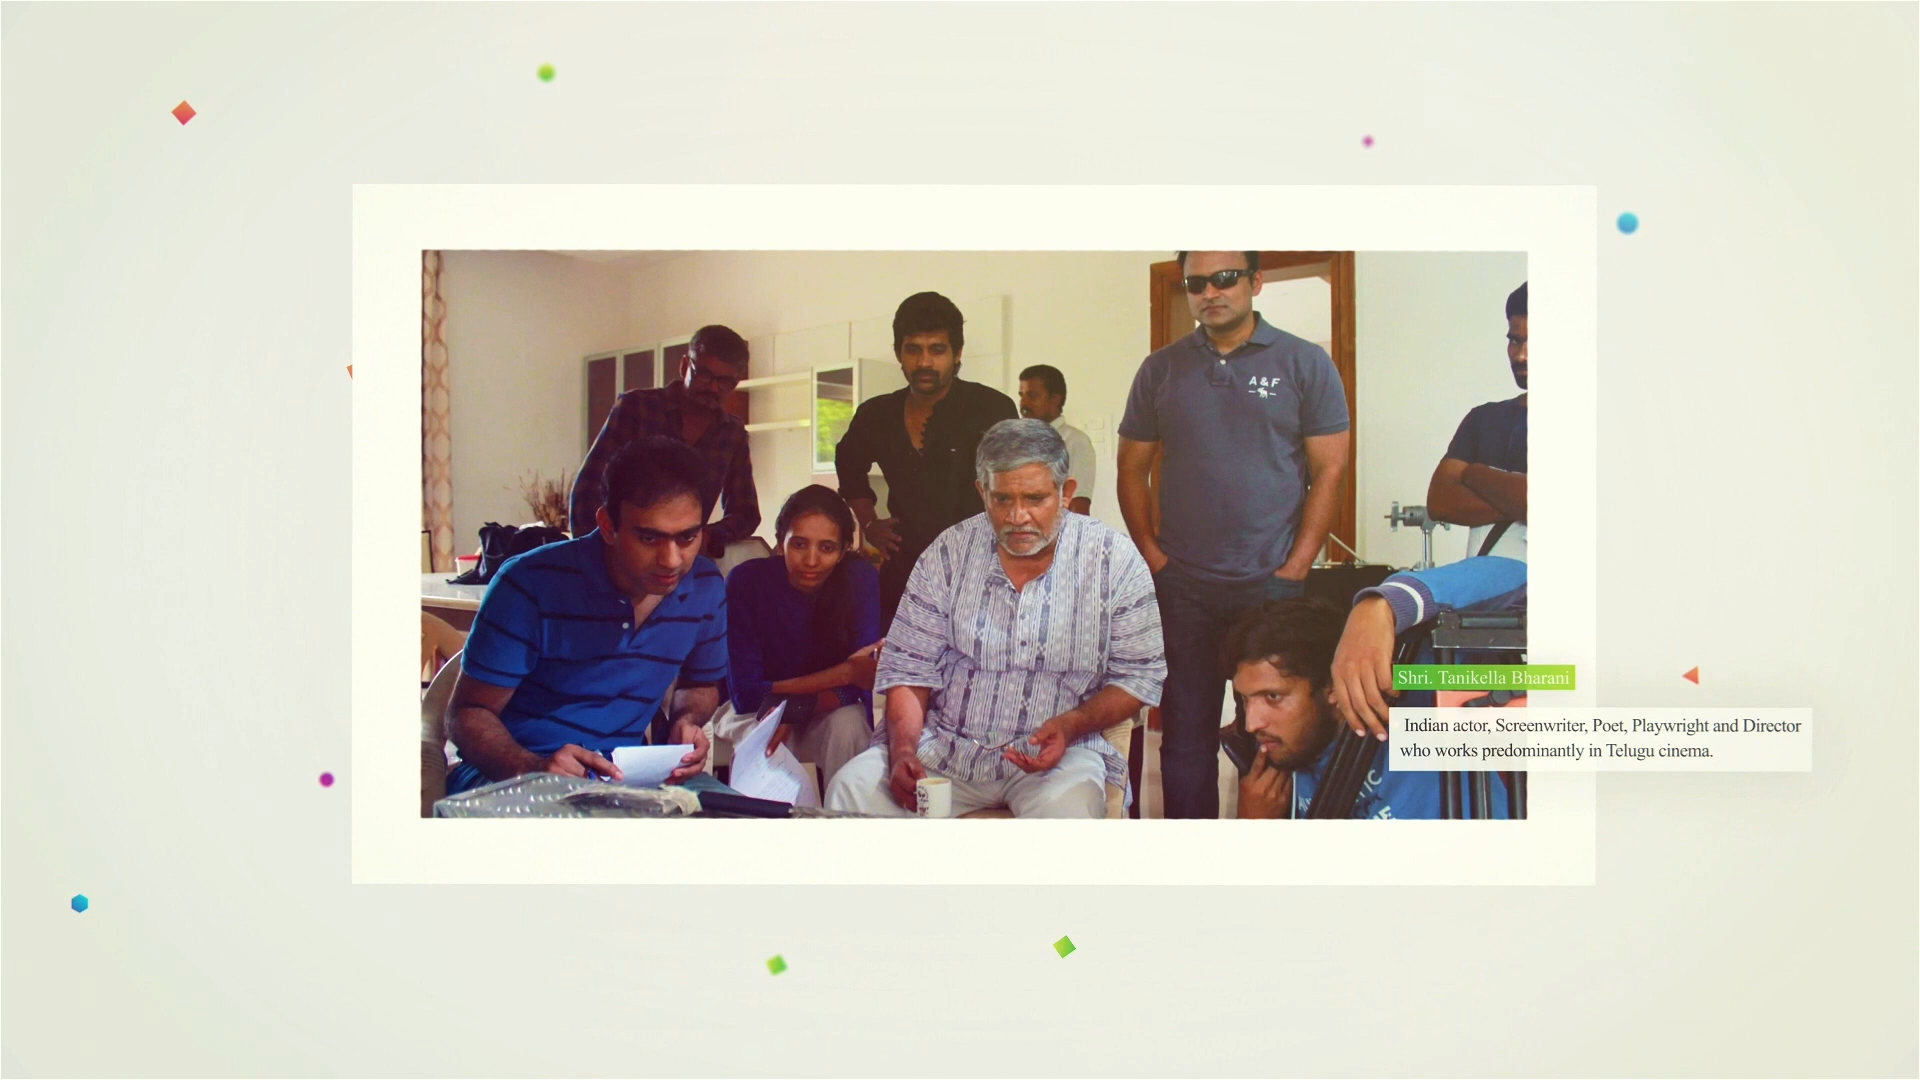 A & F
Shri. Tanikella Bharani
Indian actor, Screenwriter, Poet, Playwright and Director
who works predominantly in Telugu cinema.